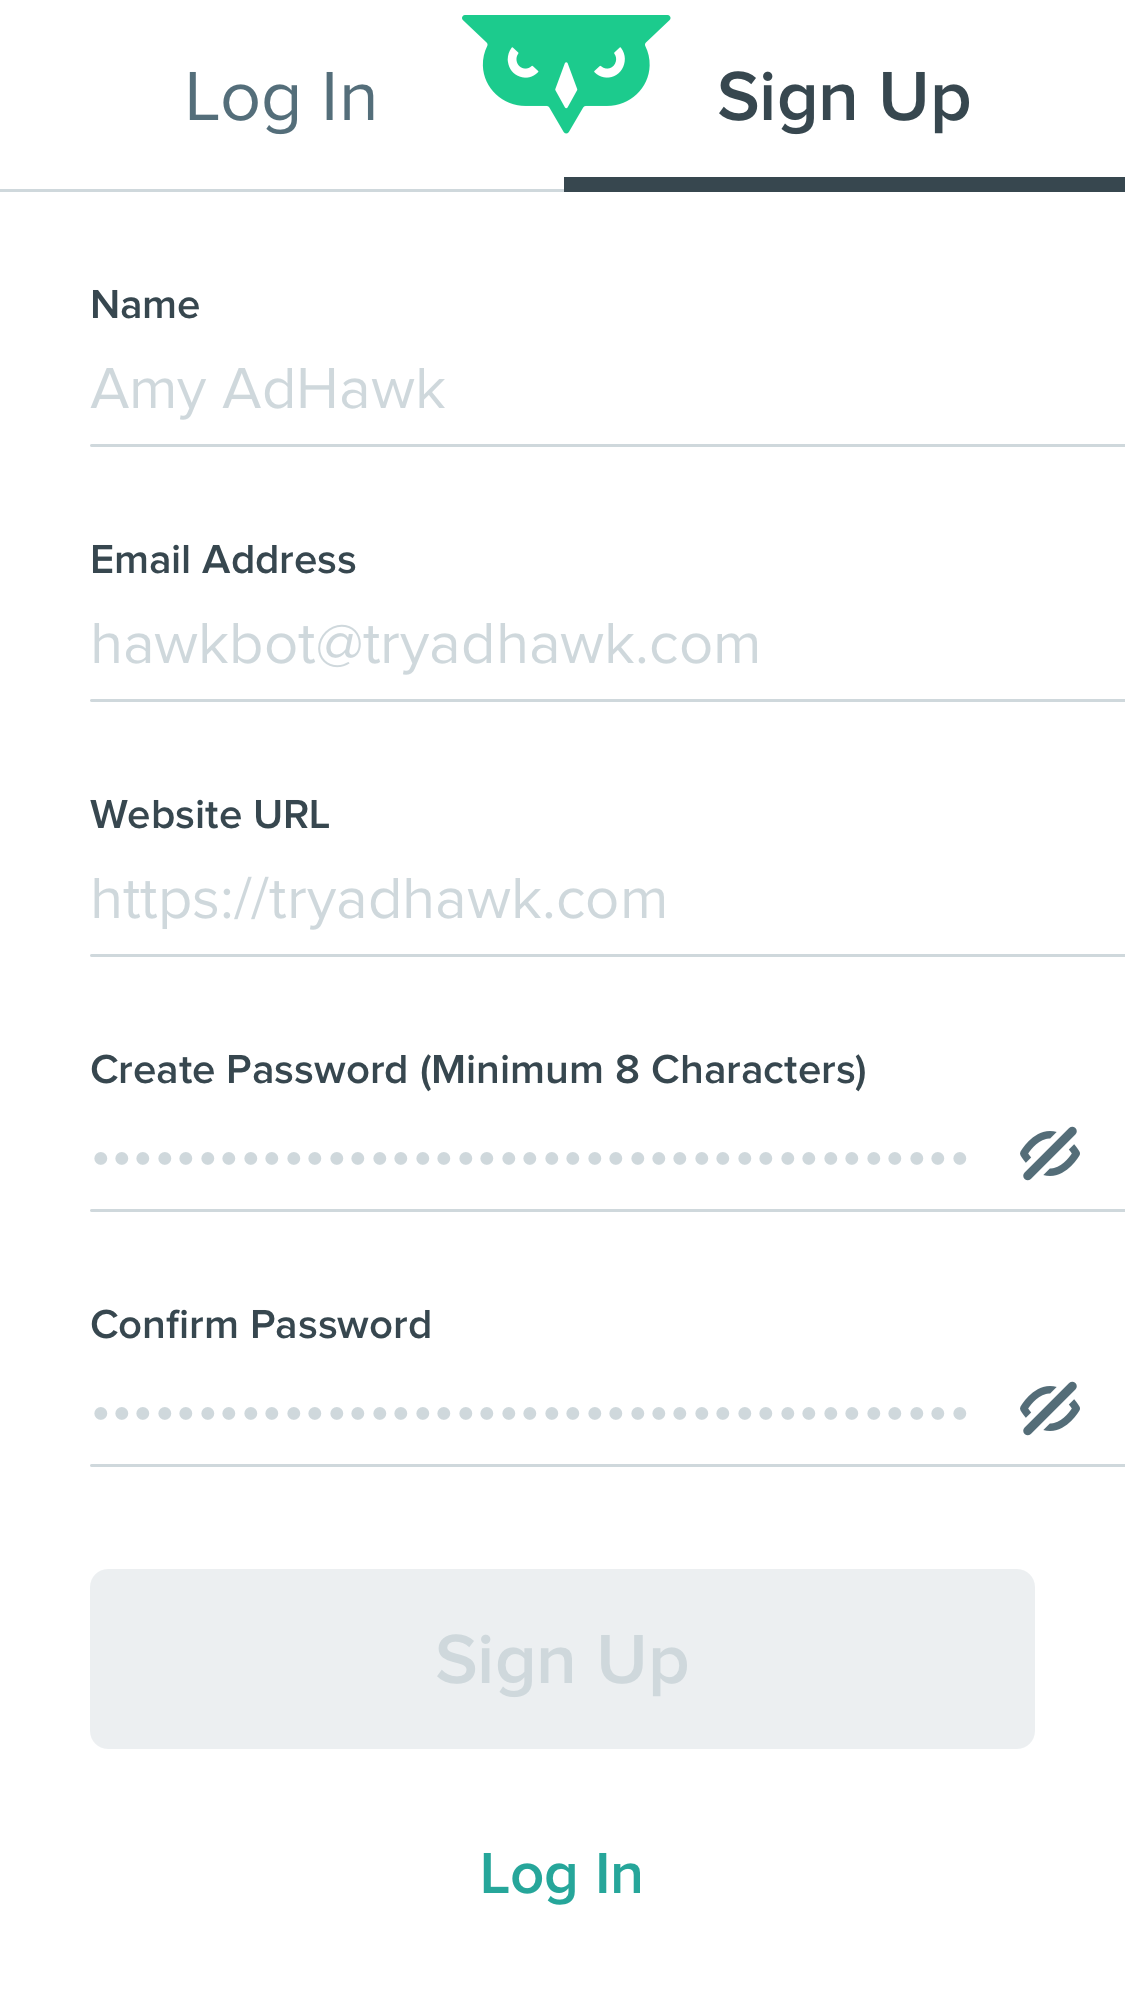 Log In
Sign Up
Name
Amy AdHawk
Email Address
hawkbot@tryadhawk.com
Website URL
https://tryadhawk.com
Create Password (Minimum 8 Characters)
Confirm Password
Sign Up
Log In